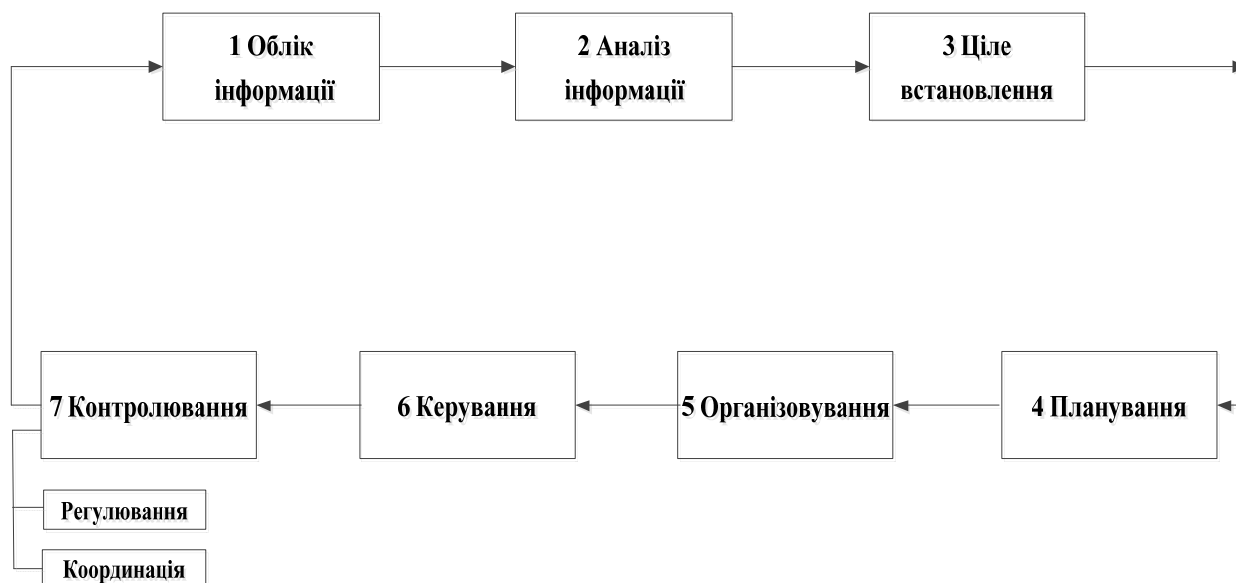 1 Облік
інформації
2 Аналіз
інформації
3 Ціле
встановлення
7 Контролювання
6 Керування
5 Організовування
4 Планування
Регулювання
Координація